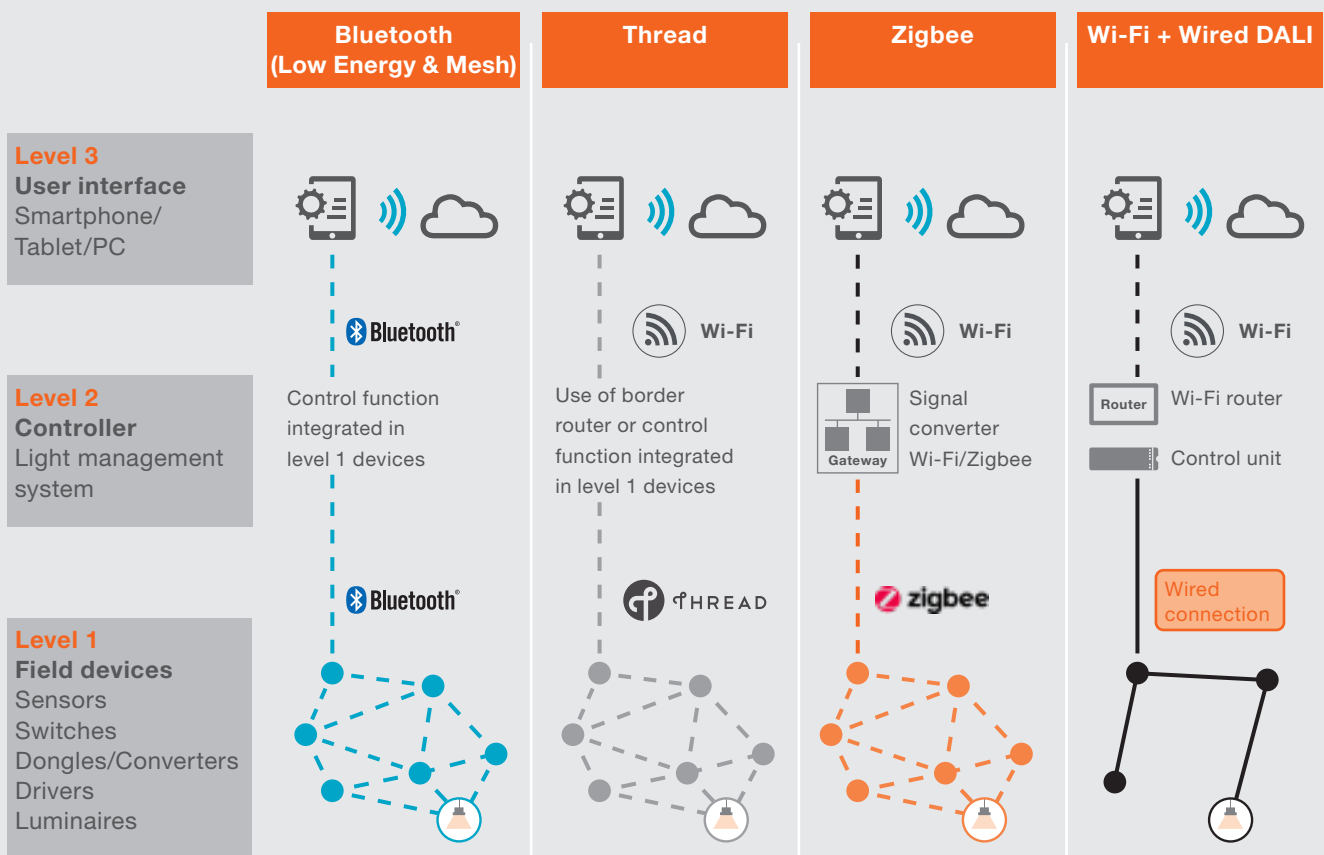 Bluetooth
(Low Energy & Mesh)
Thread
Zigbee
Wi-Fi + Wired DALI
Level 3
User interface
Smartphone/
Tablet/PC
Bluetooth®
Wi-Fi
Wi-Fi
Wi-Fi
Level 2
Controller
Light management
system
Control function
integrated in
level 1 devices
Use of border
router or control
function integrated
in level 1 devices
Gateway
Signal
converter
Wi-Fi/Zigbee
Router
Wi-Fi router
Control unit
Bluetooth®
THREAD
zigbee
Wired
connection
Level 1
Field devices
Sensors
Switches
Dongles/Converters
Drivers
Luminaires